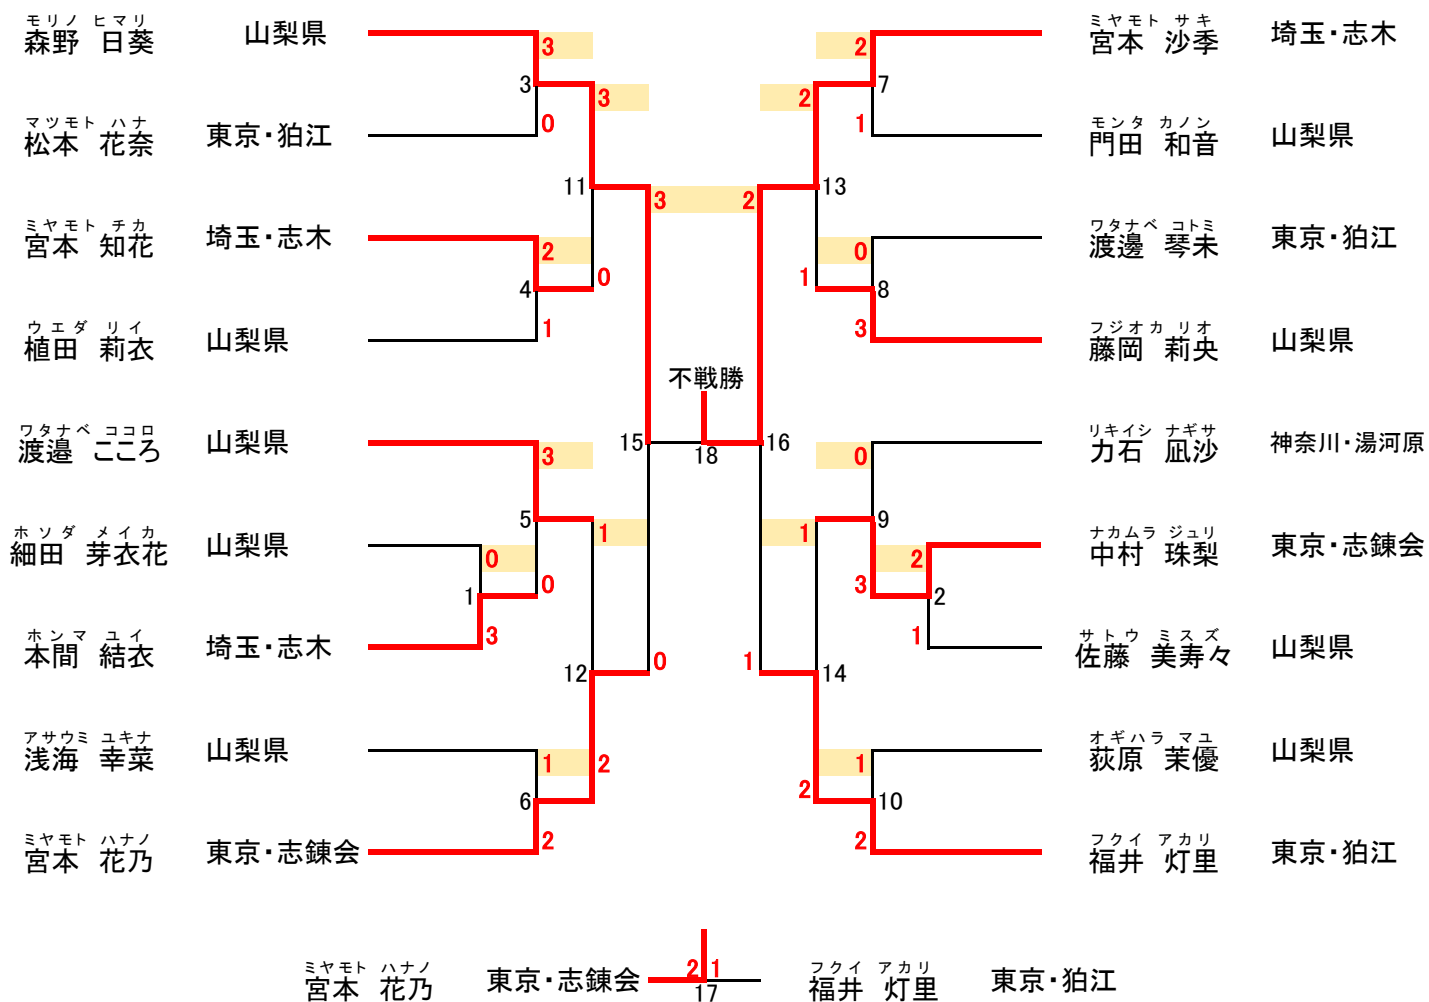 モリノ ヒマリ
森野 日葵 山梨県
3
3
3
マツモト ハナ
松本 花奈 東京・狛江
0
11
ミヤモト チカ
宮本 知花 埼玉・志木
2
4
0
ウエダ リイ
植田 莉衣 山梨県
1
ワタナベ ココロ
渡邉 こころ 山梨県
3
5
1
ホソダ メイカ
細田 芽衣花 山梨県
0
1
0
ホンマ ユイ
本間 結衣 埼玉・志木
3
12
アサウミ ユキナ
浅海 幸菜 山梨県
1
2
6
ミヤモト ハナノ
宮本 花乃 東京・志錬会
2
3 2
不戦勝
15 18 16
0 1
ミヤモト サキ
宮本 沙季 埼玉・志木
2
7
2
モンタ カノン
門田 和音 山梨県
1
13
ワタナベ コトミ
渡邊 琴未 東京・狛江
0
8
1
フジオカ リオ
藤岡 莉央 山梨県
3
リキイシ ナギサ
力石 凪沙 神奈川・湯河原
0
9
1
ナカムラ ジュリ
中村 珠梨 東京・志錬会
2
3
2
サトウ ミスズ
佐藤 美寿々 山梨県
1
14
オギハラ マユ
荻原 茉優 山梨県
1
2
10
フクイ アカリ
福井 灯里 東京・狛江
2
ミヤモト ハナノ フクイ アカリ
宮本 花乃 東京・志錬会 2 1 福井 灯里 東京・狛江
17